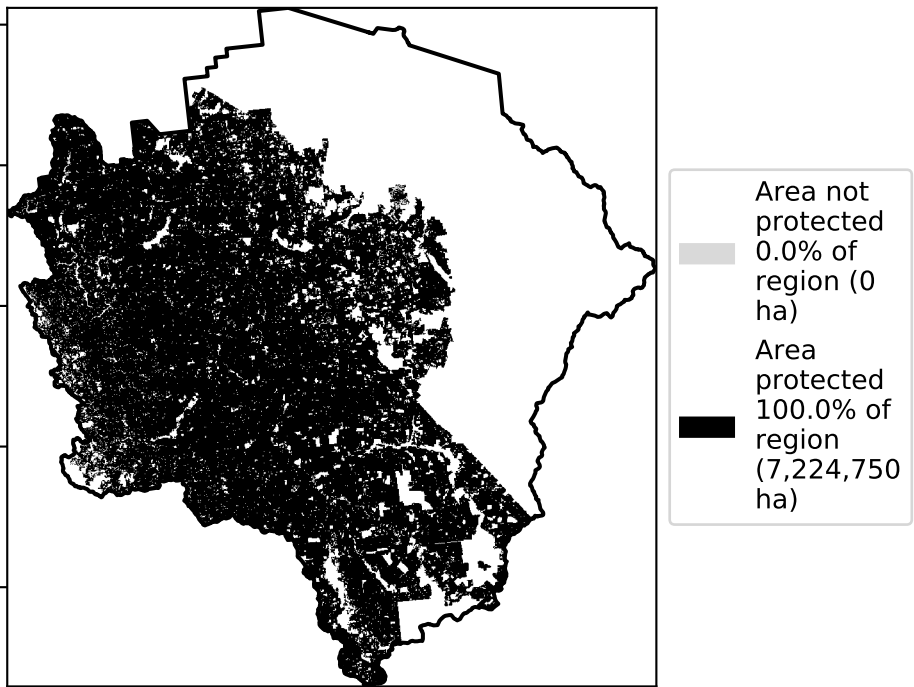 Area not
protected
0.0% of
region (0
ha)
Area
protected
100.0% of
region
(7,224,750
ha)